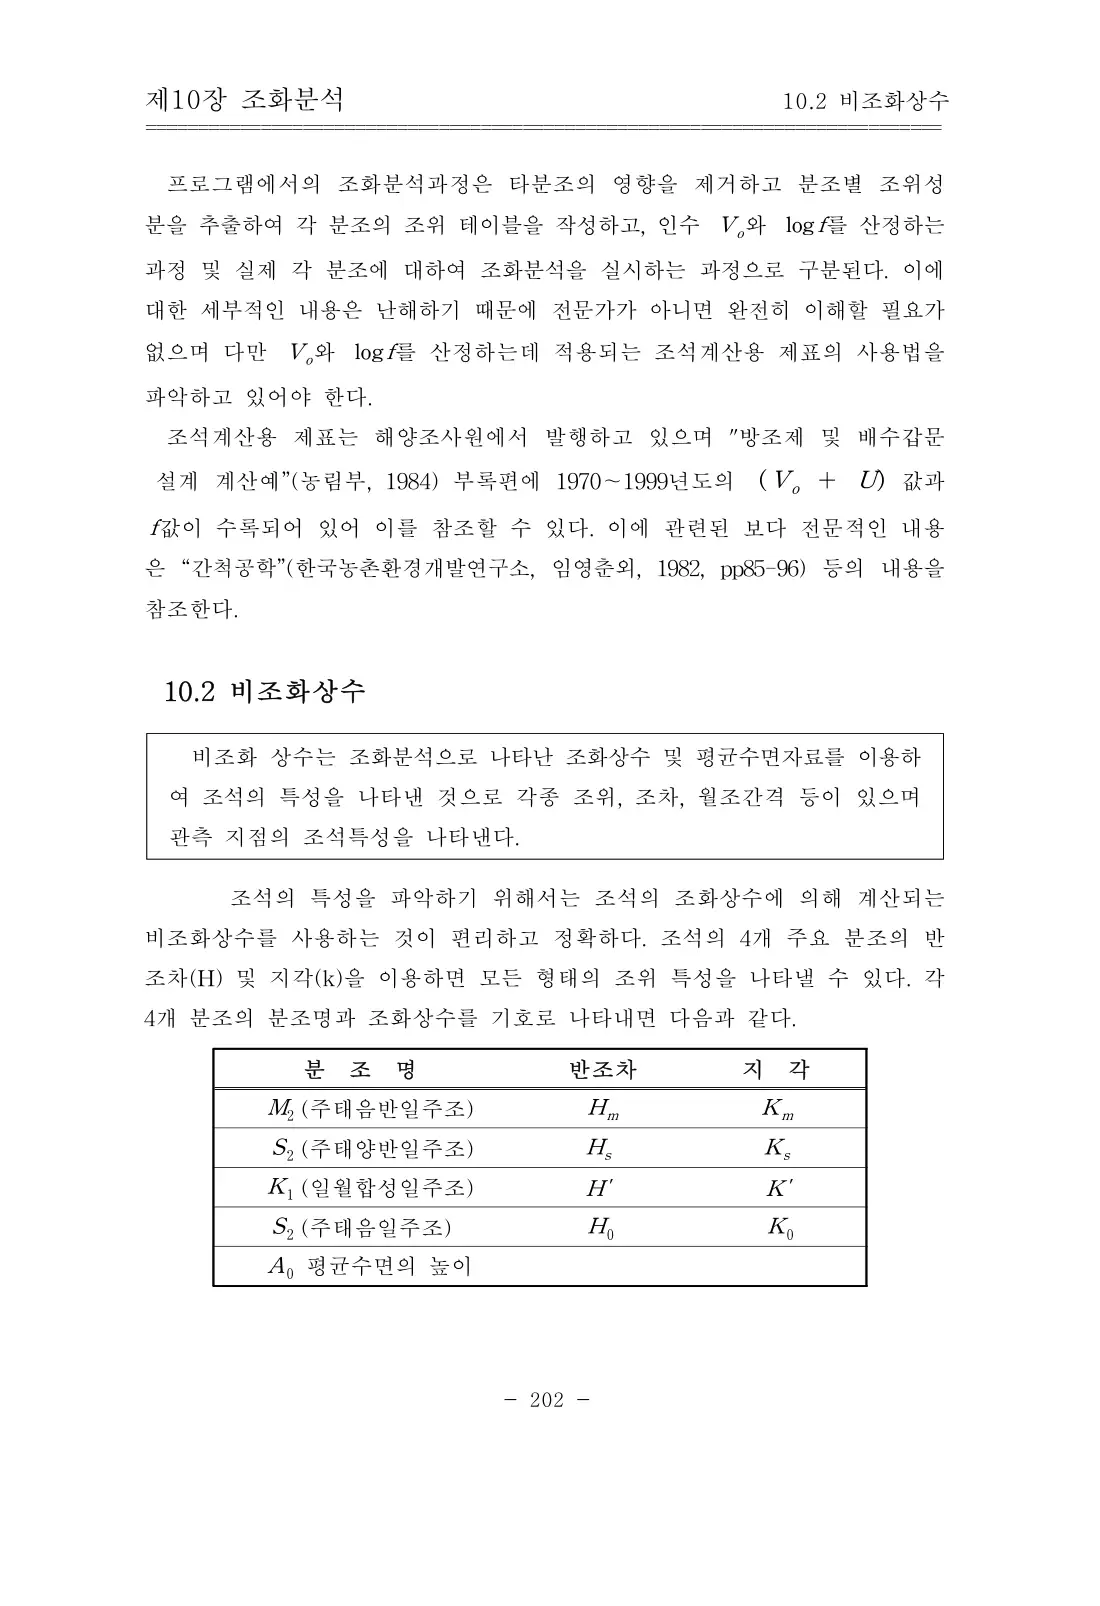 제10장 조화분석 10.2 비조화상수
프로그램에서의 조화분석과정은 타분조의 영향을 제거하고 분조별 조위성
분을 추출하여 각 분조의 조위 테이블을 작성하고, 인수 Vo와 log f를 산정하는
과정 및 실제 각 분조에 대하여 조화분석을 실시하는 과정으로 구분된다. 이에
대한 세부적인 내용은 난해하기 때문에 전문가가 아니면 완전히 이해할 필요가
없으며 다만 Vo와 log f를 산정하는데 적용되는 조석계산용 제표의 사용법을
파악하고 있어야 한다.
조석계산용 제표는 해양조사원에서 발행하고 있으며 "방조제 및 배수갑문
설계 계산예”(농림부, 1984) 부록편에 1970~1999년도의 (Vo + U) 값과
f값이 수록되어 있어 이를 참조할 수 있다. 이에 관련된 보다 전문적인 내용
은 “간척공학”(한국농촌환경개발연구소, 임영춘외, 1982, pp85-96) 등의 내용을
참조한다.
10.2 비조화상수
비조화 상수는 조화분석으로 나타난 조화상수 및 평균수면자료를 이용하
여 조석의 특성을 나타낸 것으로 각종 조위, 조차, 월조간격 등이 있으며
관측 지점의 조석특성을 나타낸다.
조석의 특성을 파악하기 위해서는 조석의 조화상수에 의해 계산되는
비조화상수를 사용하는 것이 편리하고 정확하다. 조석의 4개 주요 분조의 반
조차(H) 및 지각(k)을 이용하면 모든 형태의 조위 특성을 나타낼 수 있다. 각
4개 분조의 분조명과 조화상수를 기호로 나타내면 다음과 같다.
분 조 명 반조차 지 각
M₂ (주태음반일주조) Hm Km
S₂ (주태양반일주조) Hs Ks
K₁ (일월합성일주조) H′ K′
S₂ (주태음일주조) H₀ K₀
A₀ 평균수면의 높이
- 202 -